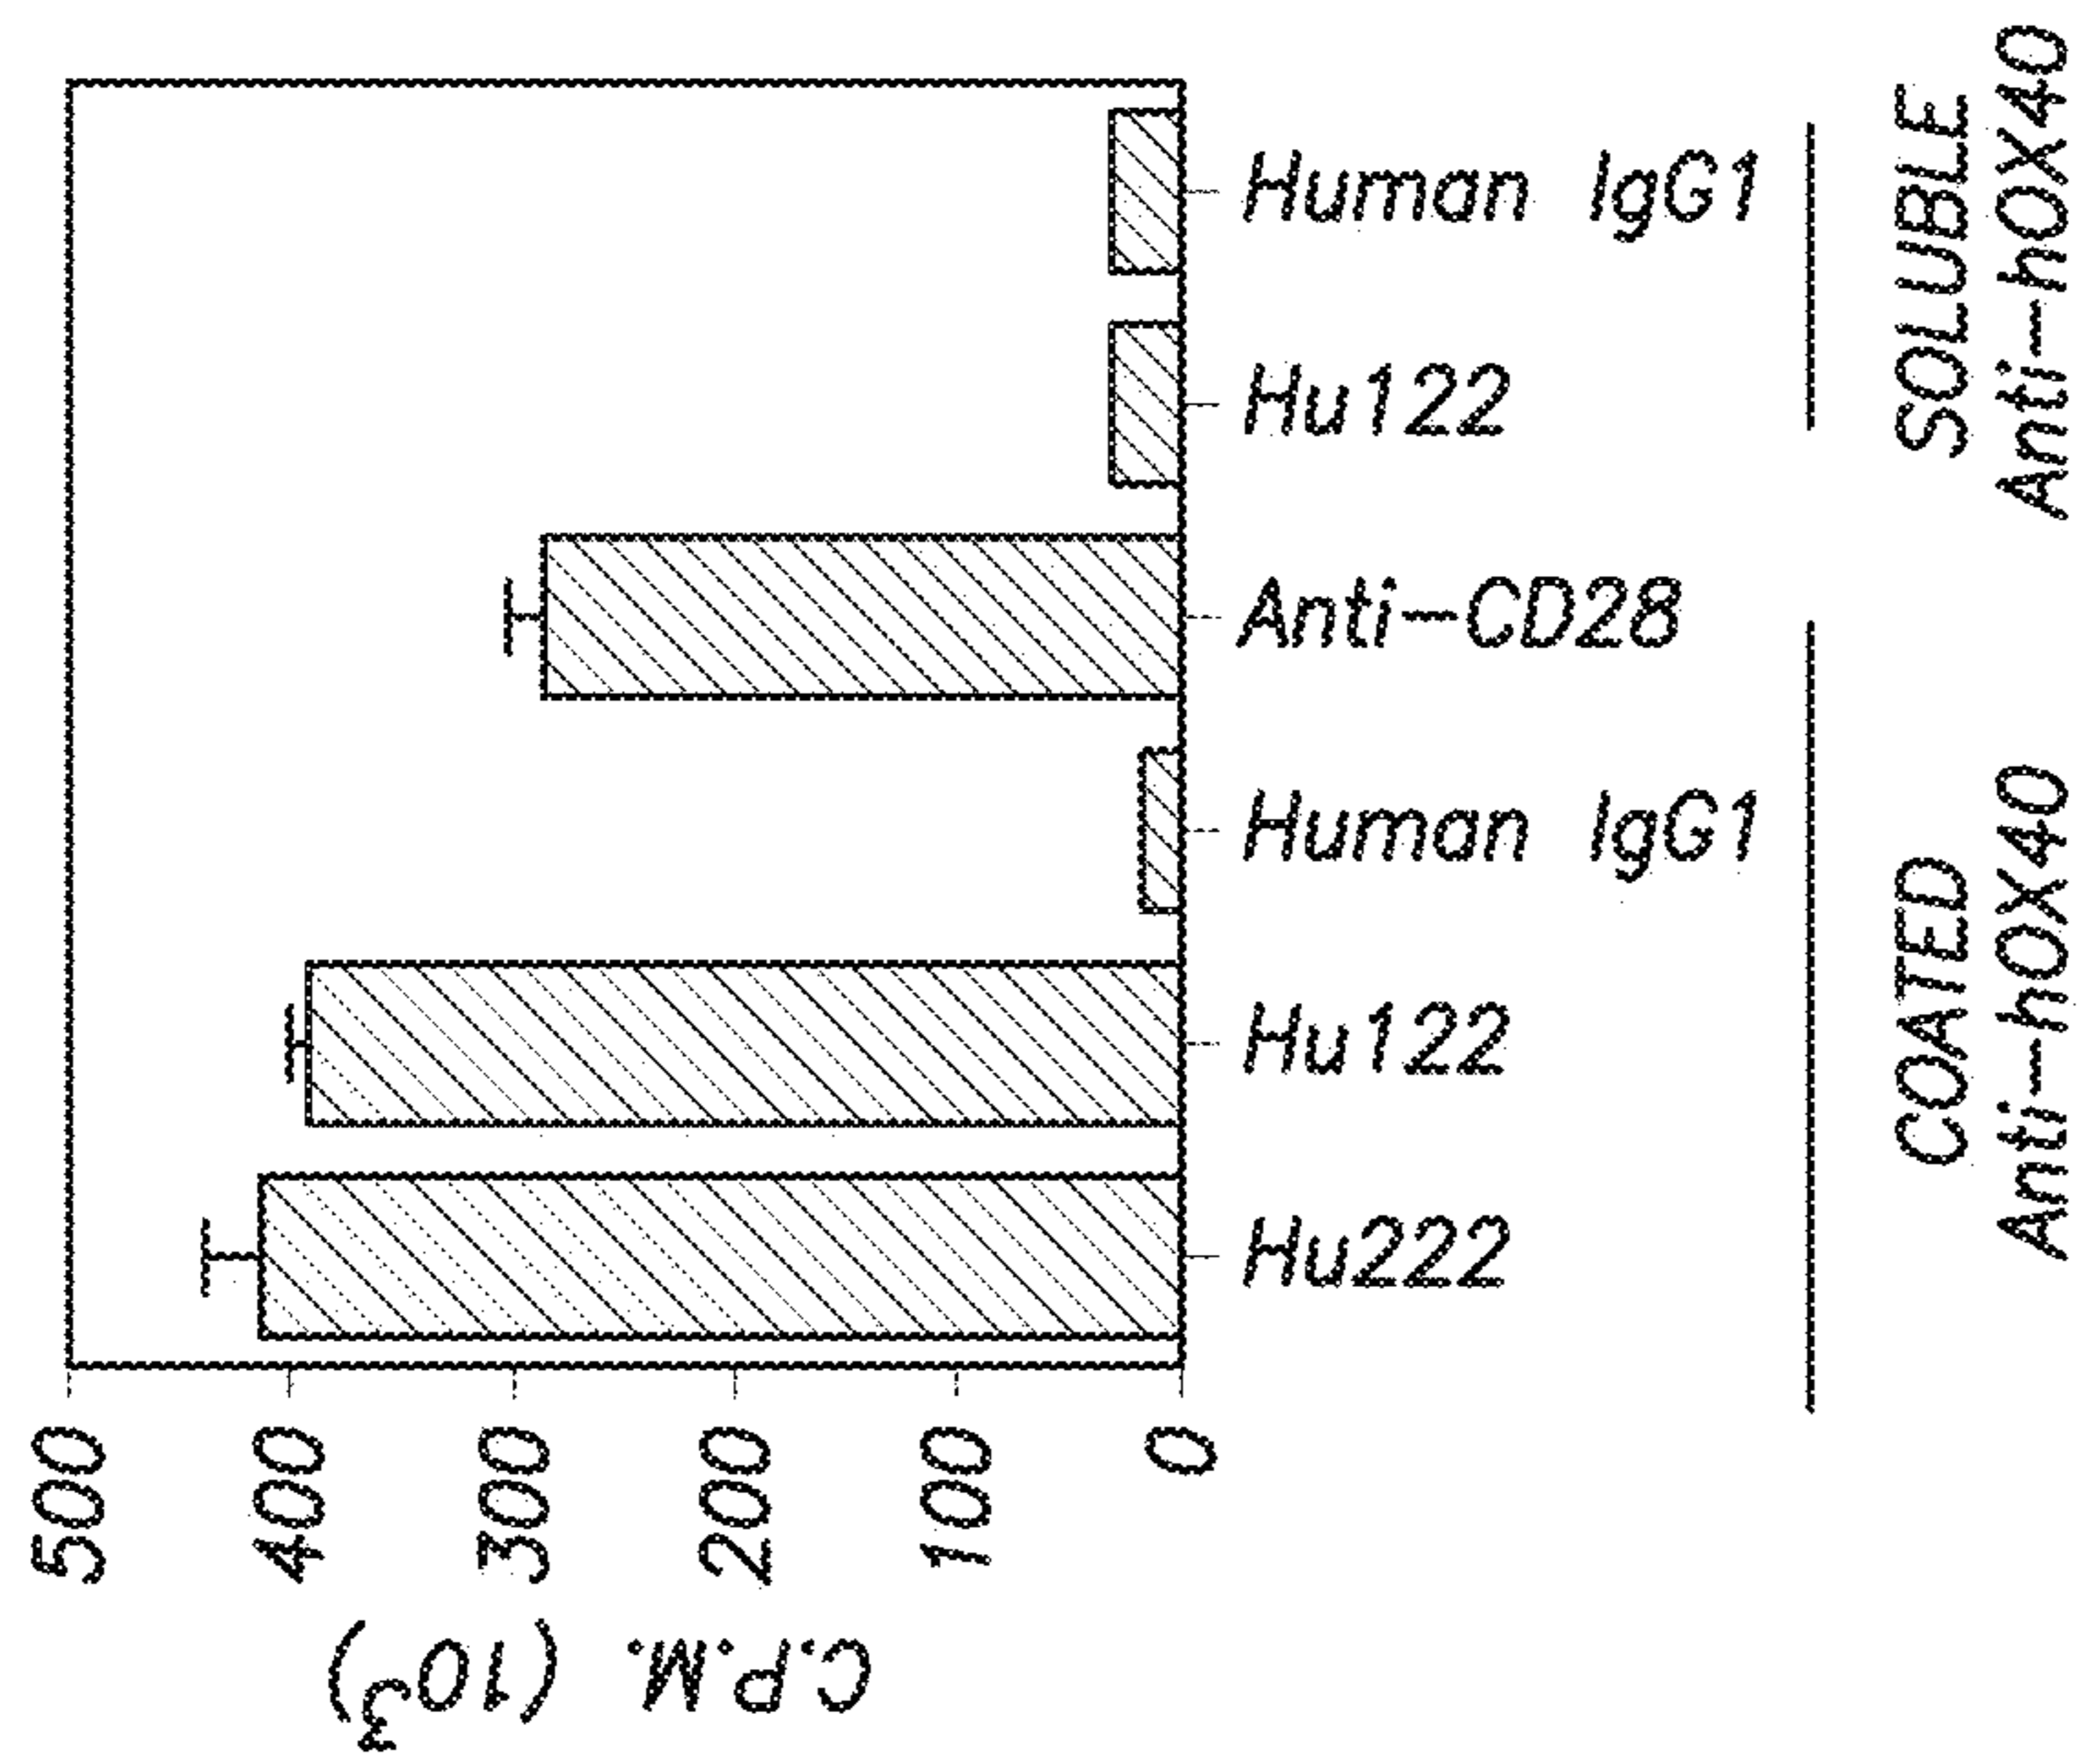 C.P.M. (10³)
500
400
300
200
100
0
Hu222
Hu122
Human IgG1
Anti-CD28
Hu122
Human IgG1
COATED
Anti-hOX40
SOLUBLE
Anti-hOX40